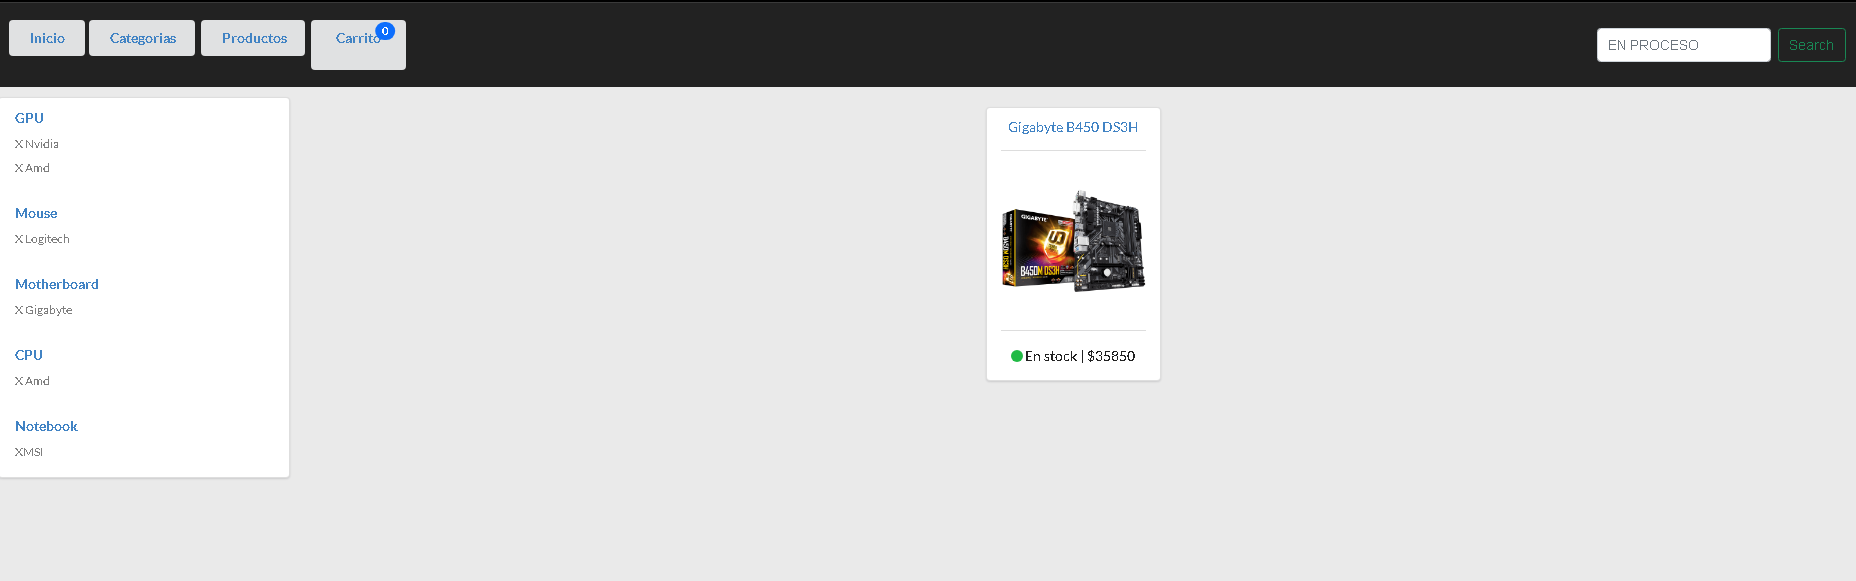 Inicio
Categorias
Productos
Carrito
0
EN PROCESO
Search
GPU
X Nvidia
X Amd
Mouse
X Logitech
Motherboard
X Gigabyte
CPU
X Amd
Notebook
XMSI
Gigabyte B450 DS3H
GIGABYTE
B450M DS3H
En stock | $35850